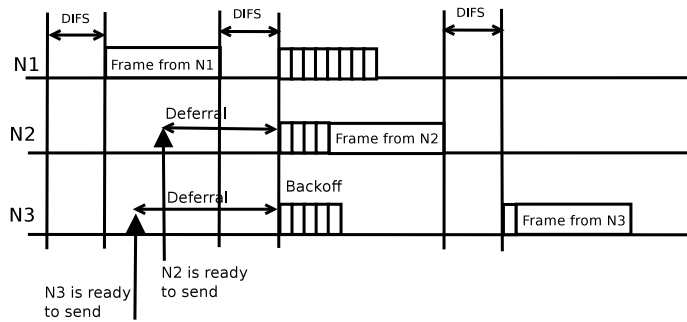 DIFS
DIFS
DIFS
N1
Frame from N1
Deferral
N2
Frame from N2
Deferral
Backoff
N3
Frame from N3
N2 is ready
to send
N3 is ready
to send